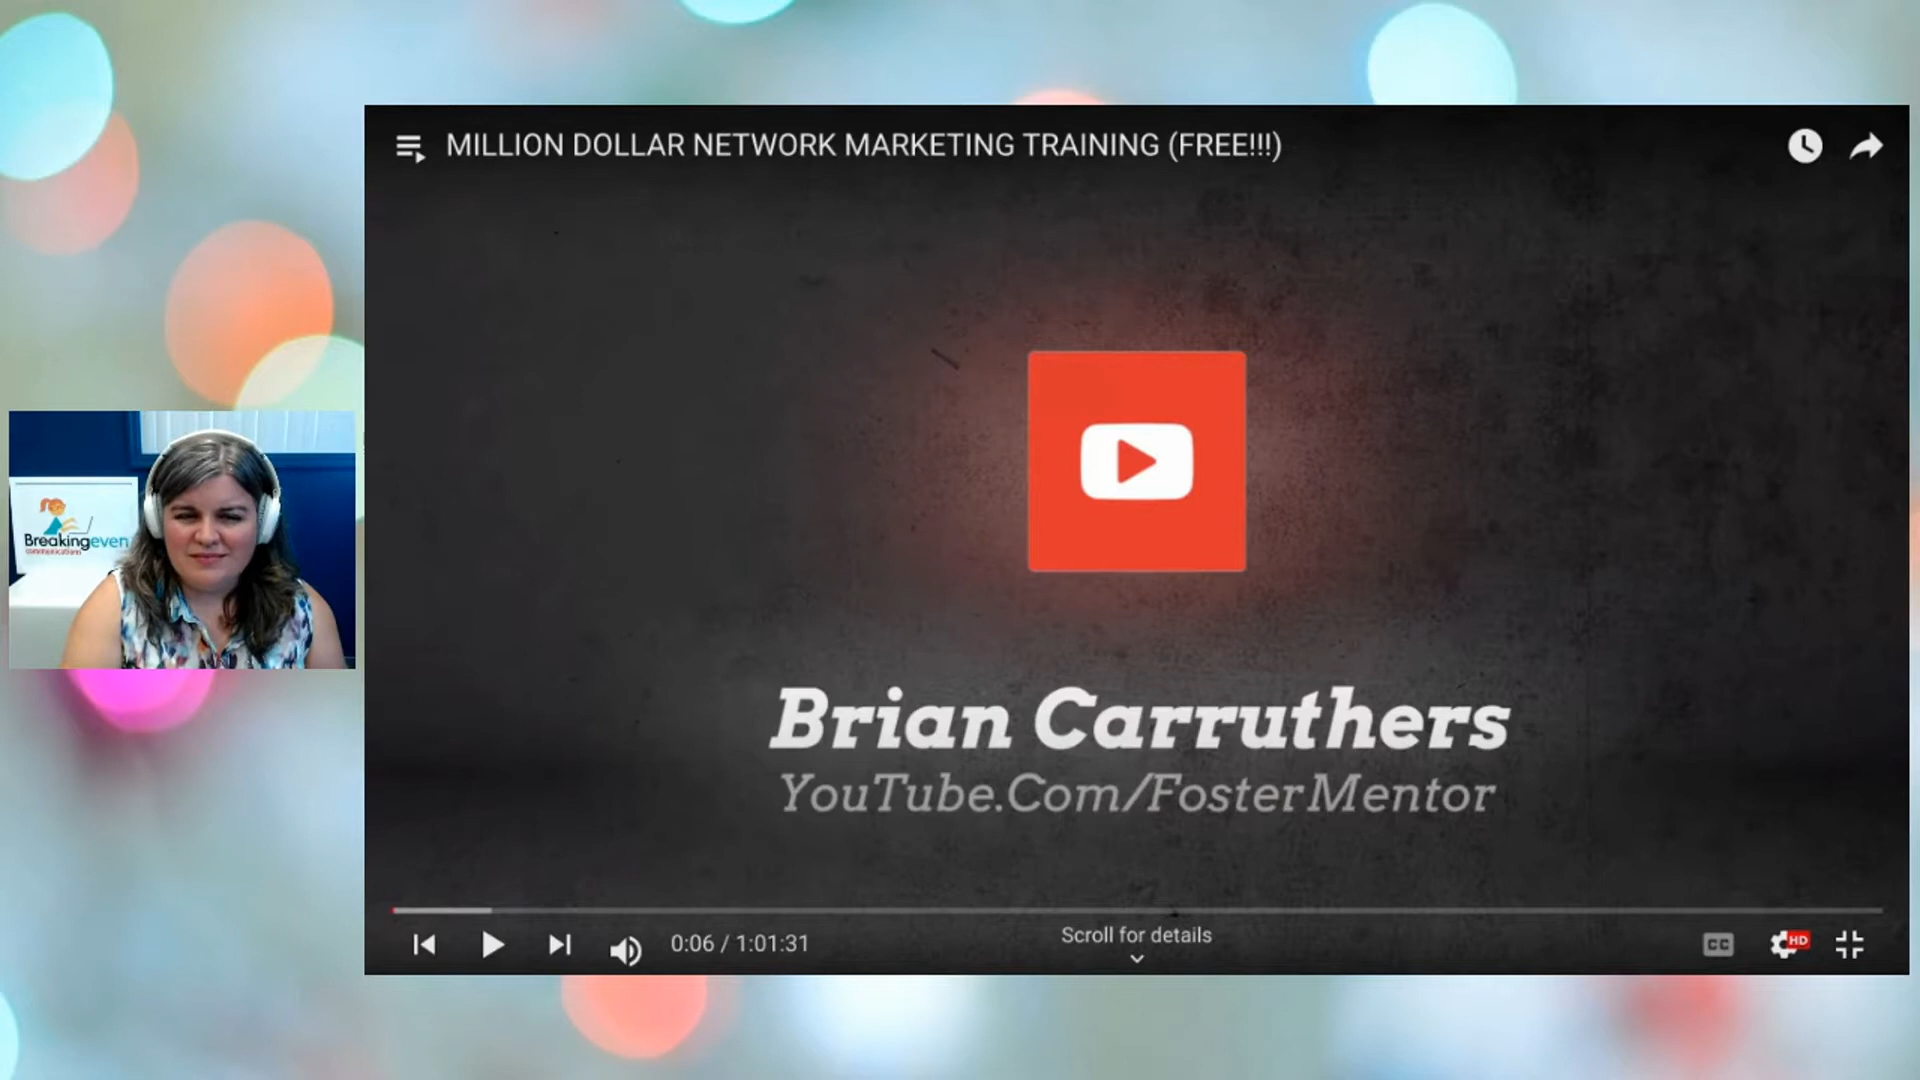 MILLION DOLLAR NETWORK MARKETING TRAINING (FREE!!!)
Breakingeven
communications
Brian Carruthers
YouTube.Com/FosterMentor
0:06 / 1:01:31
Scroll for details
CC
HD